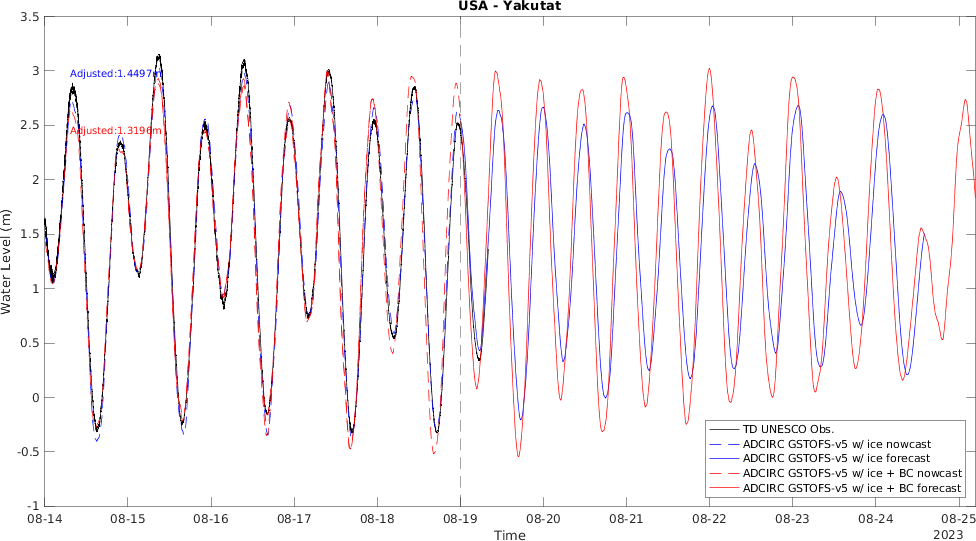 USA - Yakutat
3.5
3
2.5
2
1.5
1
0.5
0
-0.5
-1
Water Level (m)
Adjusted:1.4497m
Adjusted:1.3196m
TD UNESCO Obs.
ADCIRC GSTOFS-v5 w/ ice nowcast
ADCIRC GSTOFS-v5 w/ ice forecast
ADCIRC GSTOFS-v5 w/ ice + BC nowcast
ADCIRC GSTOFS-v5 w/ ice + BC forecast
08-14 08-15 08-16 08-17 08-18 08-19 08-20 08-21 08-22 08-23 08-24 08-25
Time
2023